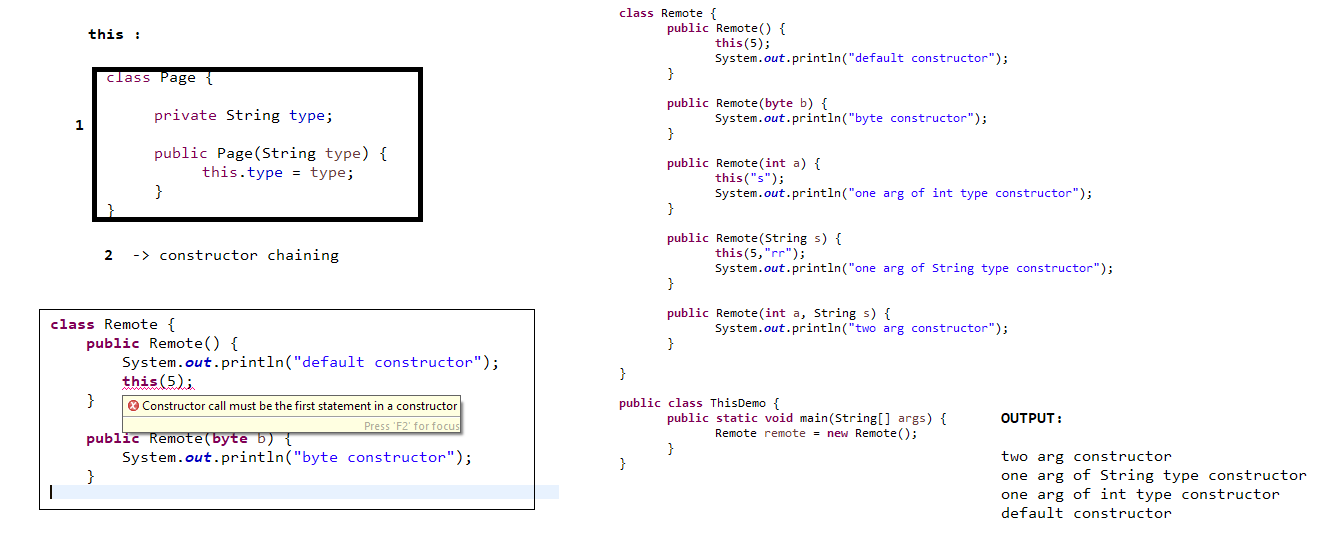 this :
1
class Page {
private String type;
public Page(String type) {
this.type = type;
}
}
2 -> constructor chaining
class Remote {
public Remote() {
System.out.println("default constructor");
this(5);
}
Constructor call must be the first statement in a constructor
Press 'F2' for focus
public Remote(byte b) {
System.out.println("byte constructor");
}
class Remote {
public Remote() {
this(5);
System.out.println("default constructor");
}
public Remote(byte b) {
System.out.println("byte constructor");
}
public Remote(int a) {
this("s");
System.out.println("one arg of int type constructor");
}
public Remote(String s) {
this(5,"rr");
System.out.println("one arg of String type constructor");
}
public Remote(int a, String s) {
System.out.println("two arg constructor");
}
}
public class ThisDemo {
public static void main(String[] args) {
Remote remote = new Remote();
}
}
OUTPUT:
two arg constructor
one arg of String type constructor
one arg of int type constructor
default constructor